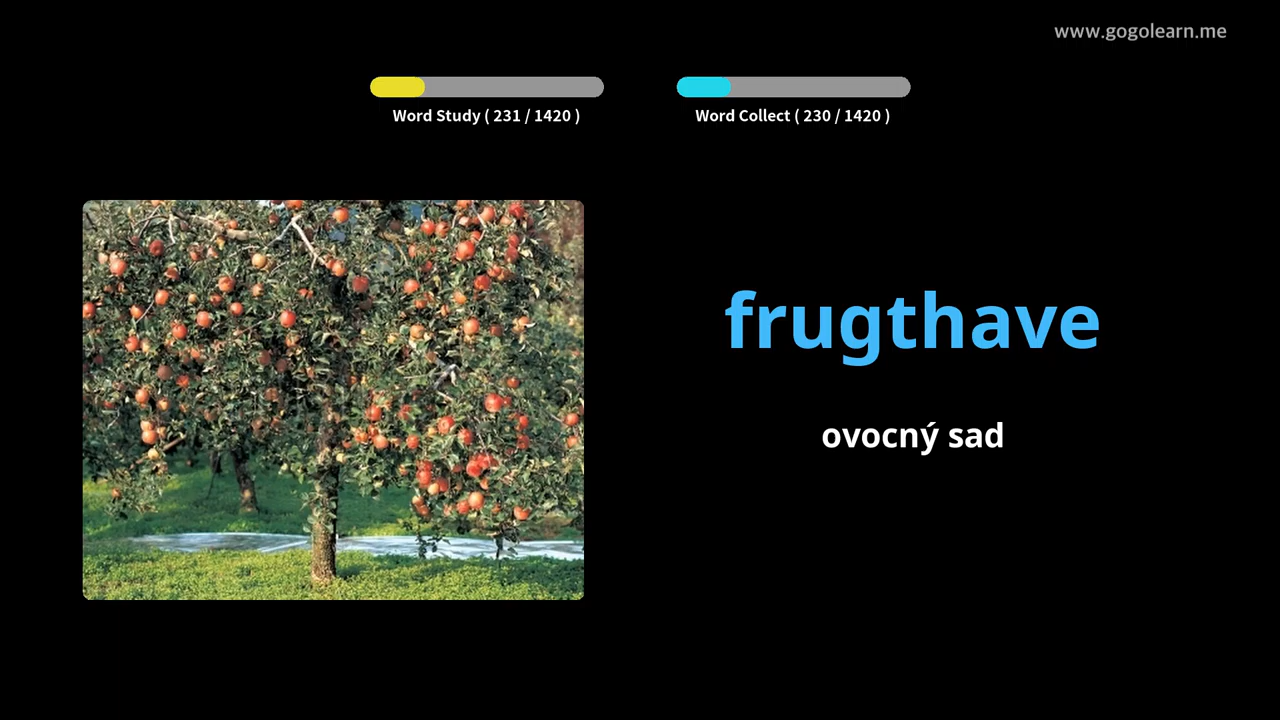 www.gogolearn.me
Word Study ( 231 / 1420 )
Word Collect ( 230 / 1420 )
frugthave
ovocný sad